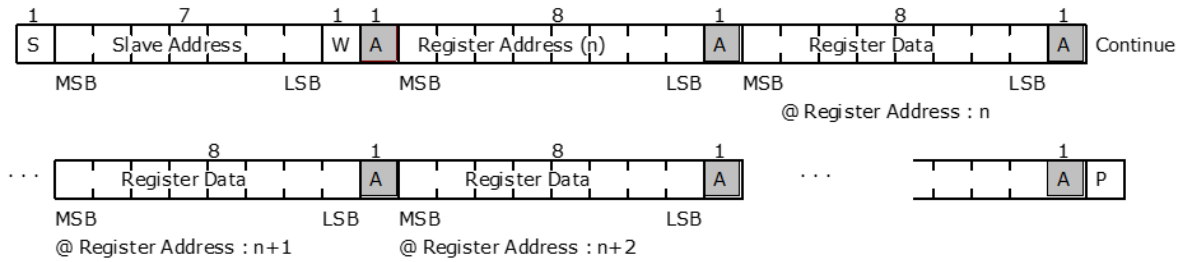 1 7 1 1 8 1 8 1
S Slave Address W A Register Address (n) A Register Data A Continue
MSB LSB MSB LSB MSB LSB
@ Register Address : n
8 1 8 1 1
· · · Register Data A Register Data A · · · A P
MSB LSB MSB LSB
@ Register Address : n+1 @ Register Address : n+2